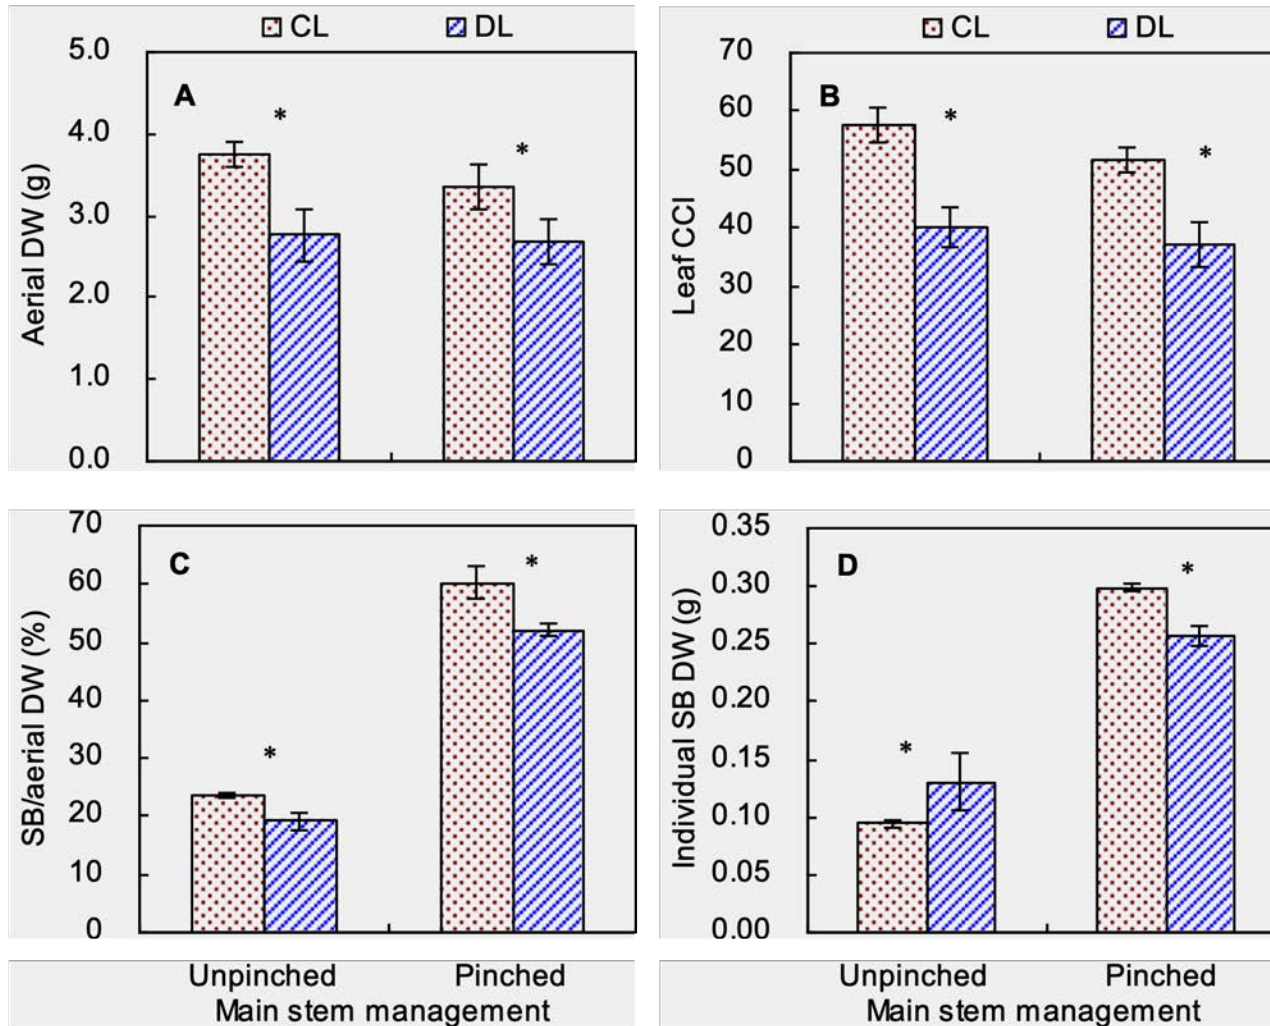 CL DL
5.0
4.0
3.0
2.0
1.0
0.0
Aerial DW (g)
A
*
*
CL DL
70
60
50
40
30
20
10
0
Leaf CCI
B
*
*
70
60
50
40
30
20
10
0
SB/aerial DW (%)
C
*
*
0.35
0.30
0.25
0.20
0.15
0.10
0.05
0.00
Individual SB DW (g)
D
*
*
Unpinched Pinched
Main stem management
Unpinched Pinched
Main stem management